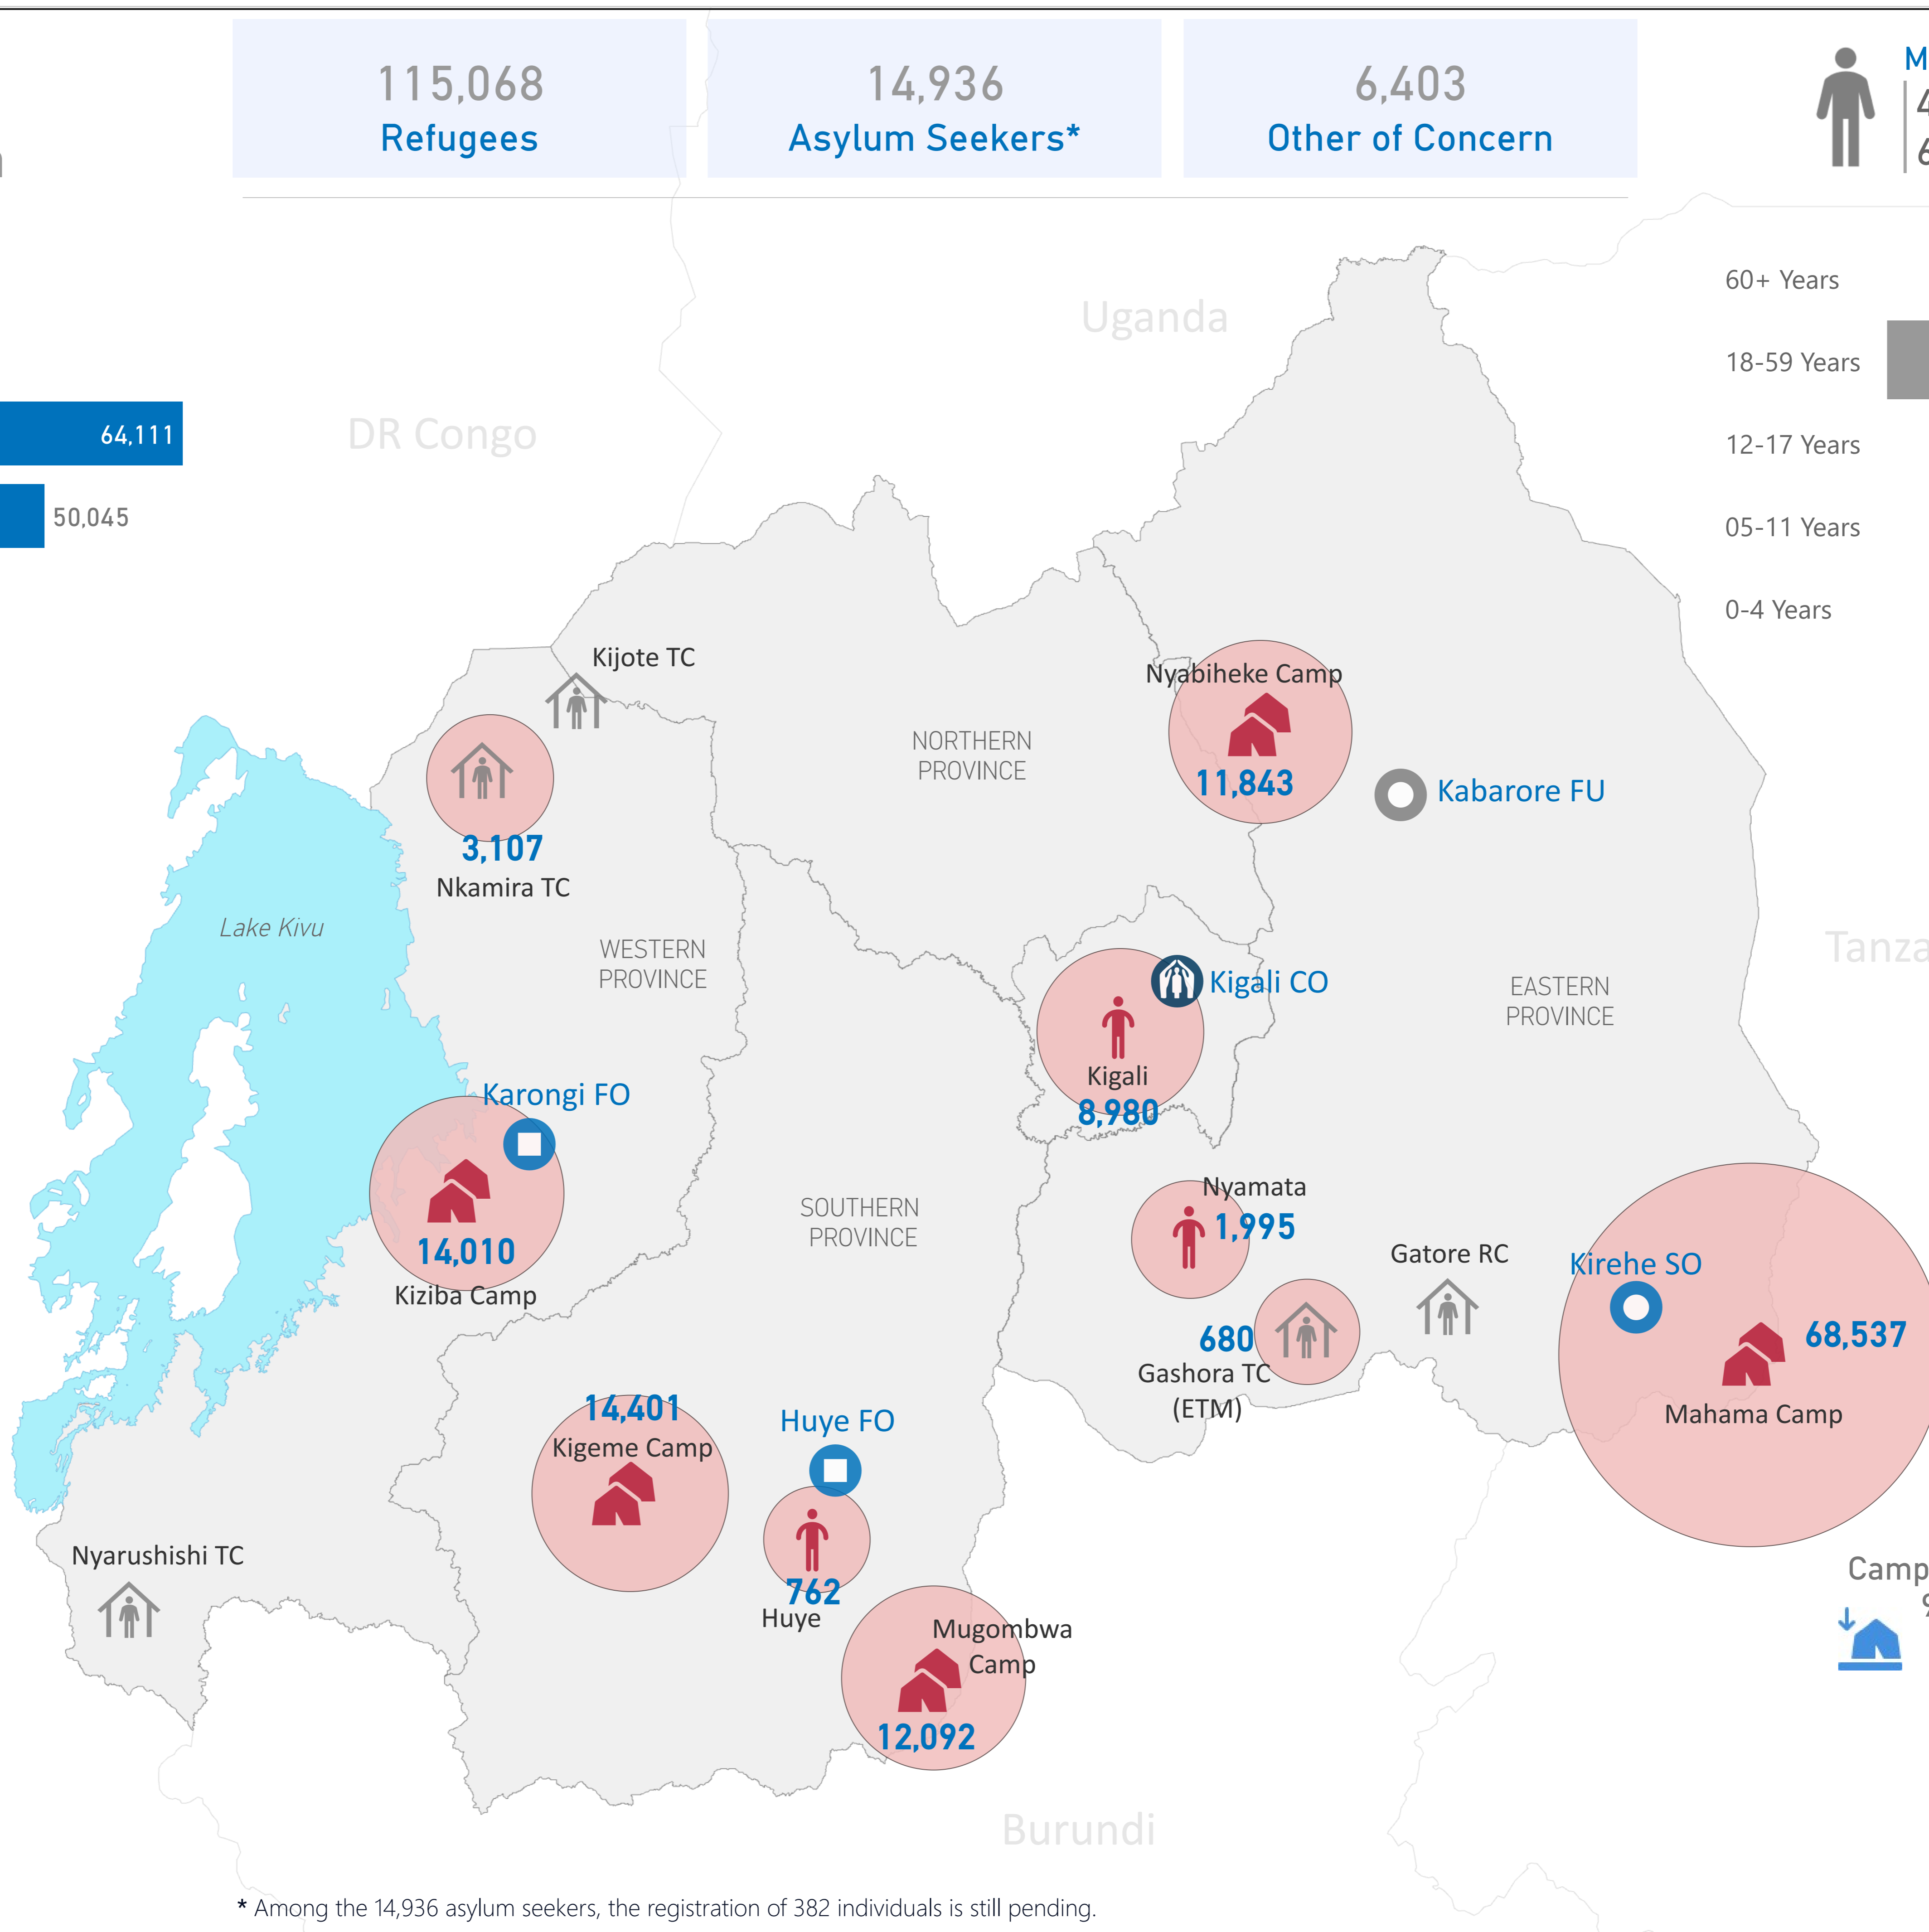 115,068
Refugees
14,936
Asylum Seekers*
6,403
Other of Concern
60+ Years
18-59 Years
12-17 Years
05-11 Years
0-4 Years
64,111
50,045
Uganda
DR Congo
Kijote TC
Nyabiheke Camp
11,843
NORTHERN
PROVINCE
Kabarore FU
3,107
Nkamira TC
Lake Kivu
WESTERN
PROVINCE
Kigali CO
Kigali
8,980
EASTERN
PROVINCE
Karongi FO
14,010
Kiziba Camp
SOUTHERN
PROVINCE
Nyamata
1,995
Gatore RC
Kirehe SO
68,537
Mahama Camp
680
Gashora TC
(ETM)
14,401
Kigeme Camp
Huye FO
762
Huye
Mugombwa
Camp
12,092
Nyarushishi TC
Camp
Burundi
* Among the 14,936 asylum seekers, the registration of 382 individuals is still pending.